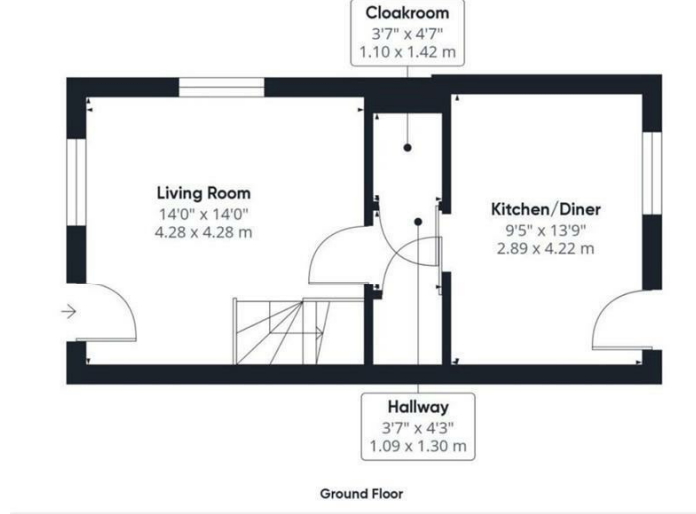 Cloakroom
3'7" x 4'7"
1.10 x 1.42 m
Living Room
14'0" x 14'0"
4.28 x 4.28 m
Kitchen/Diner
9'5" x 13'9"
2.89 x 4.22 m
Hallway
3'7" x 4'3"
1.09 x 1.30 m
Ground Floor